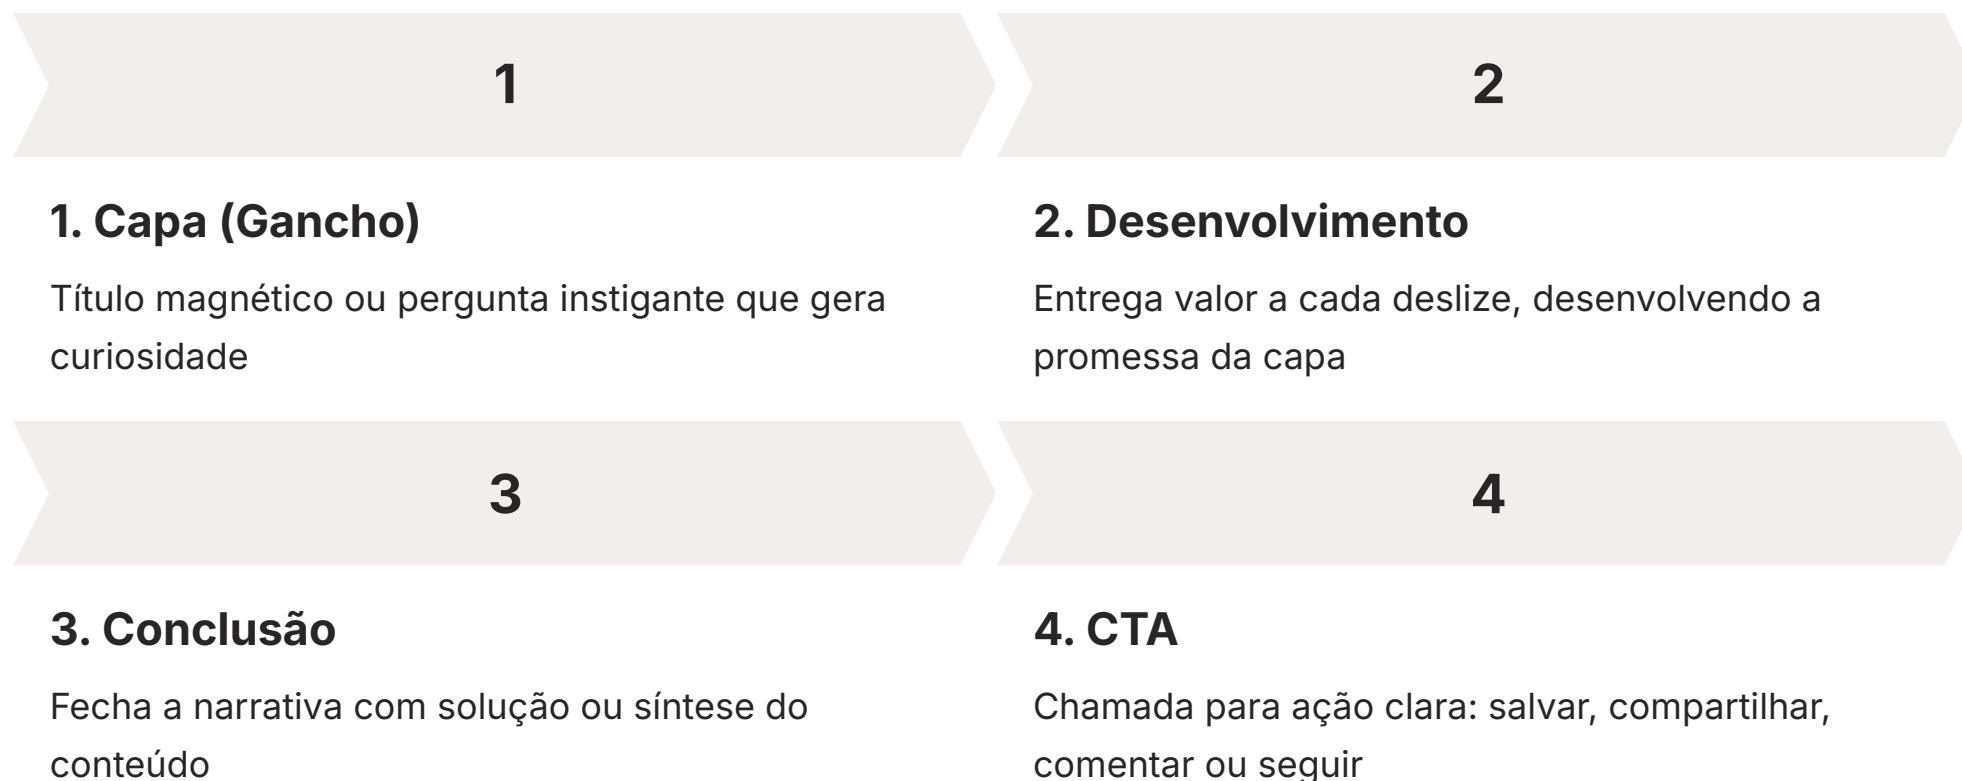 1
1. Capa (Gancho)
Título magnético ou pergunta instigante que gera
curiosidade
2
2. Desenvolvimento
Entrega valor a cada deslize, desenvolvendo a
promessa da capa
3
3. Conclusão
Fecha a narrativa com solução ou síntese do
conteúdo
4
4. CTA
Chamada para ação clara: salvar, compartilhar,
comentar ou seguir